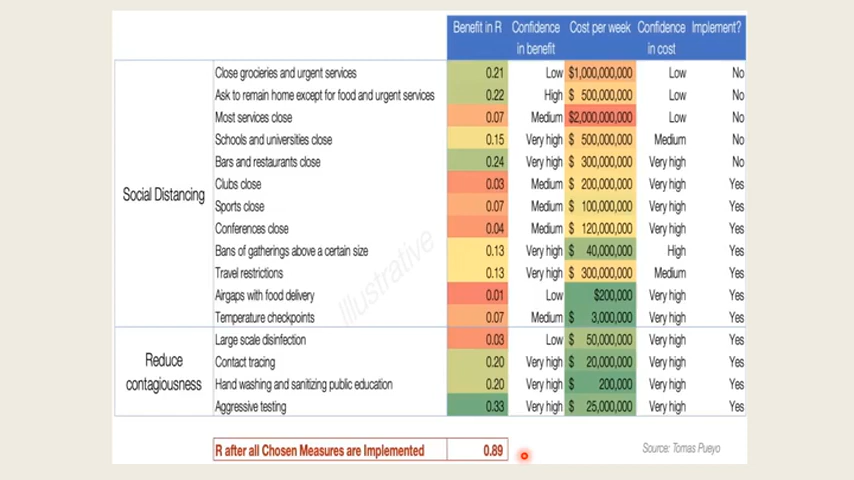 Benefit in R Confidence in benefit Cost per week Confidence in cost Implement?
Social Distancing
Close grocieries and urgent services 0.21 Low $1,000,000,000 Low No
Ask to remain home except for food and urgent services 0.22 High $ 500,000,000 Low No
Most services close 0.07 Medium $2,000,000,000 Low No
Schools and universities close 0.15 Very high $ 500,000,000 Medium No
Bars and restaurants close 0.24 Very high $ 300,000,000 Very high No
Clubs close 0.03 Medium $ 200,000,000 Very high Yes
Sports close 0.07 Medium $ 100,000,000 Very high Yes
Conferences close 0.04 Medium $ 120,000,000 Very high Yes
Bans of gatherings above a certain size 0.13 Very high $ 40,000,000 High Yes
Travel restrictions 0.13 Very high $ 300,000,000 Medium Yes
Airgaps with food delivery 0.01 Low $200,000 Very high Yes
Temperature checkpoints 0.07 Medium $ 3,000,000 Very high Yes
Reduce contagiousness
Large scale disinfection 0.03 Low $ 50,000,000 Very high Yes
Contact tracing 0.20 Very high $ 20,000,000 Very high Yes
Hand washing and sanitizing public education 0.20 Very high $ 200,000 Very high Yes
Aggressive testing 0.33 Very high $ 25,000,000 Very high Yes
Illustrative
R after all Chosen Measures are Implemented 0.89
Source: Tomas Pueyo